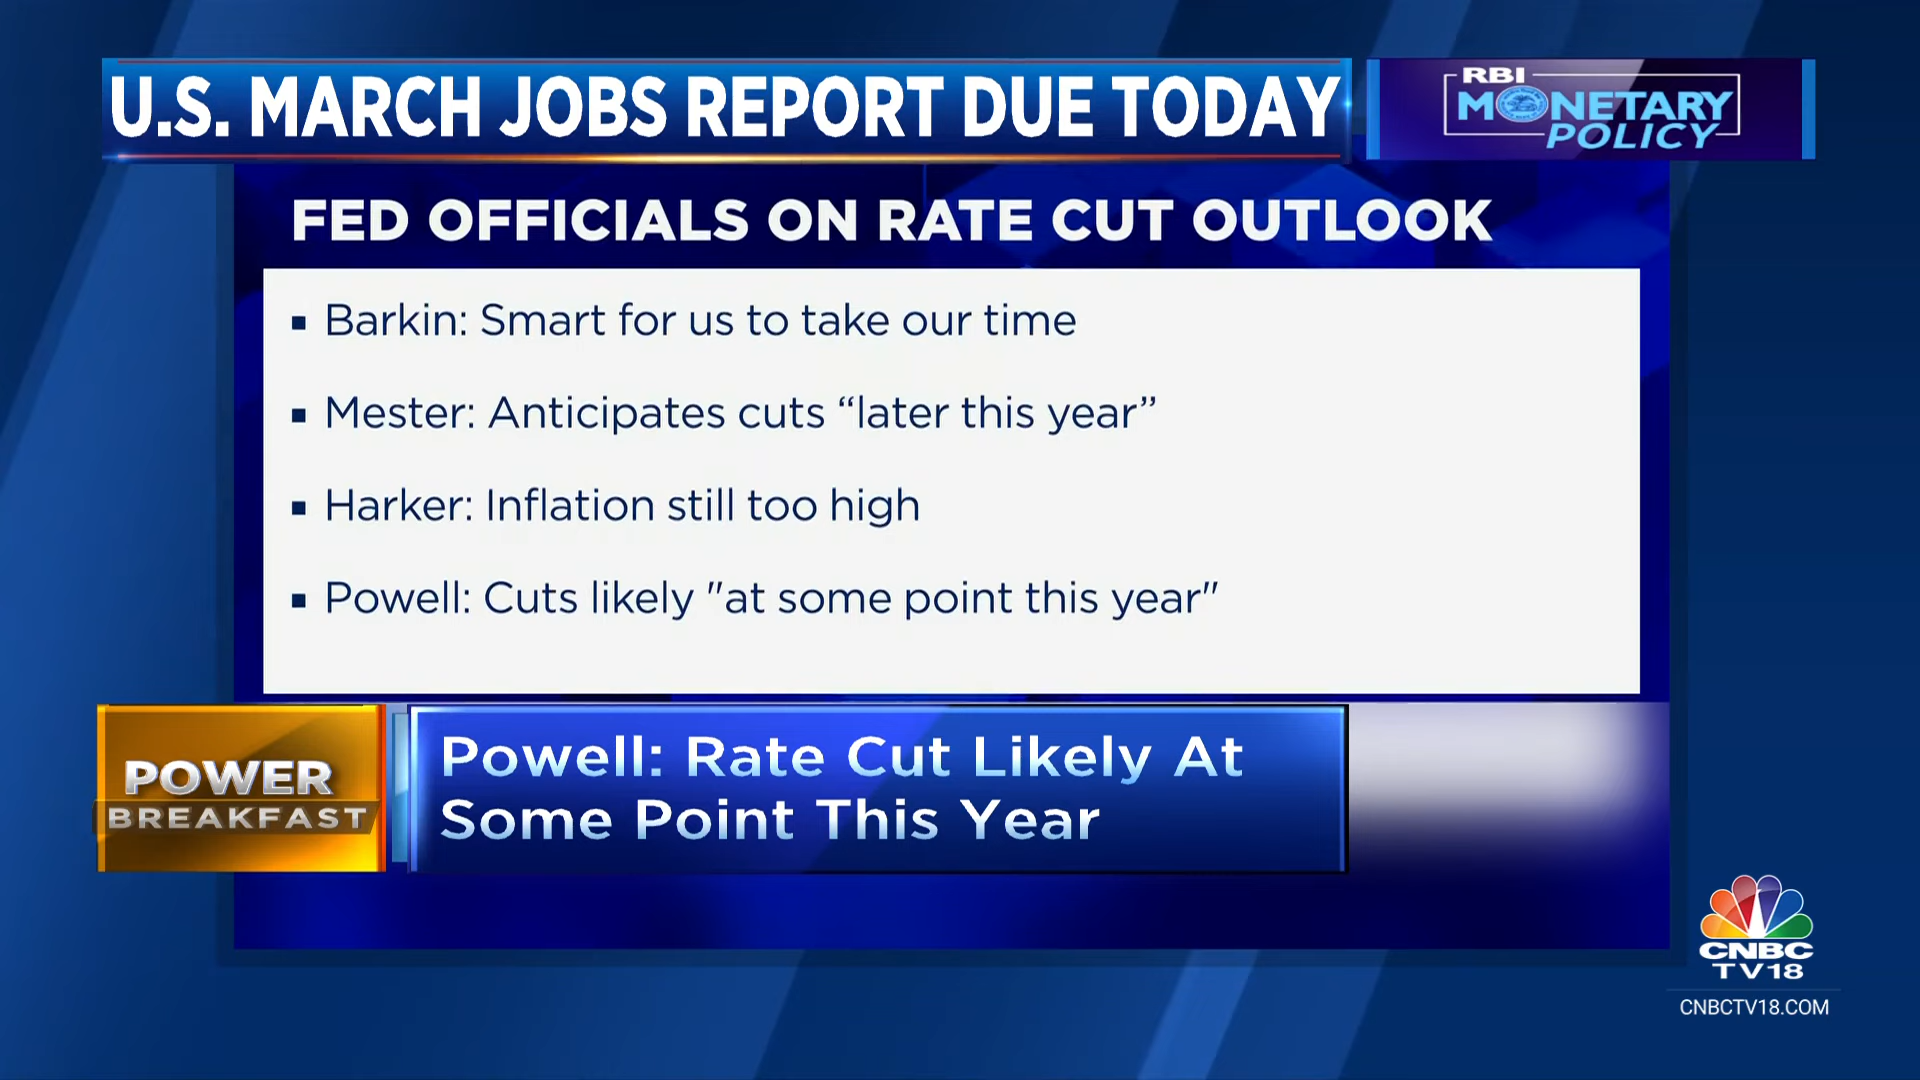 U.S. MARCH JOBS REPORT DUE TODAY
RBI
MONETARY
POLICY
FED OFFICIALS ON RATE CUT OUTLOOK
▪ Barkin: Smart for us to take our time
▪ Mester: Anticipates cuts “later this year”
▪ Harker: Inflation still too high
▪ Powell: Cuts likely "at some point this year"
POWER
BREAKFAST
Powell: Rate Cut Likely At
Some Point This Year
CNBC
TV18
CNBCTV18.COM